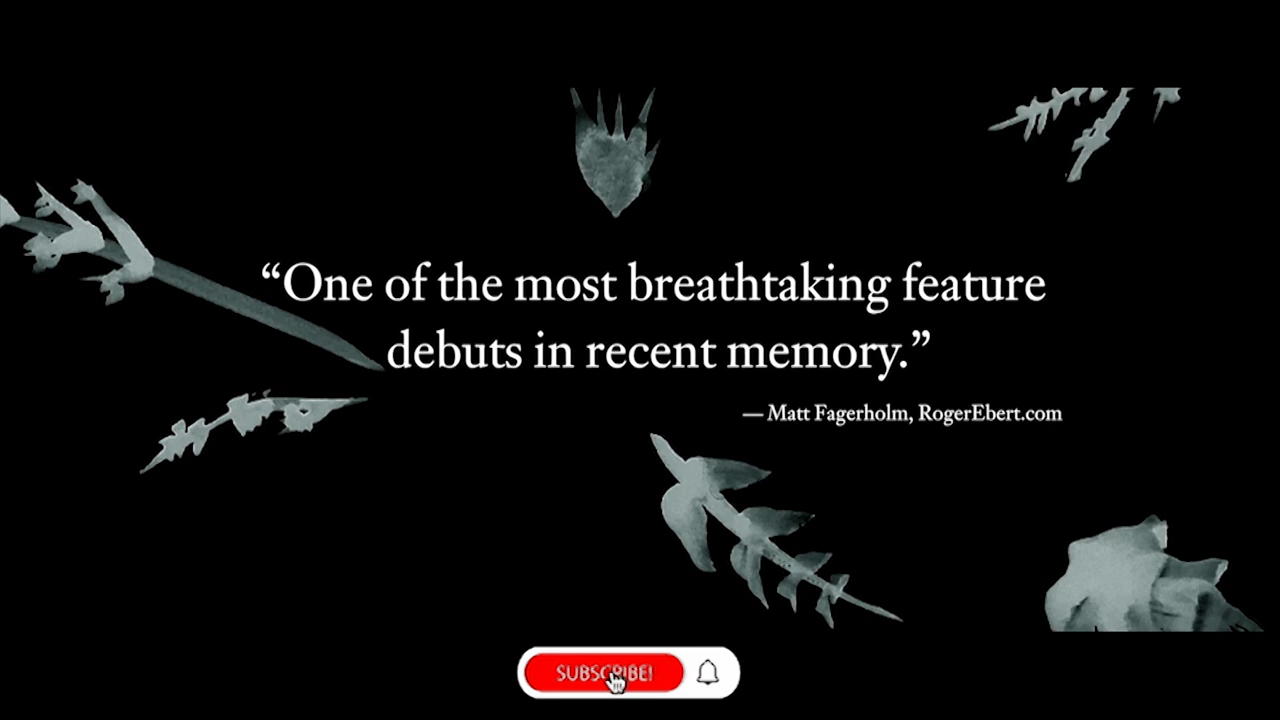 “One of the most breathtaking feature
debuts in recent memory.”
— Matt Fagerholm, RogerEbert.com
SUBSCRIBE!